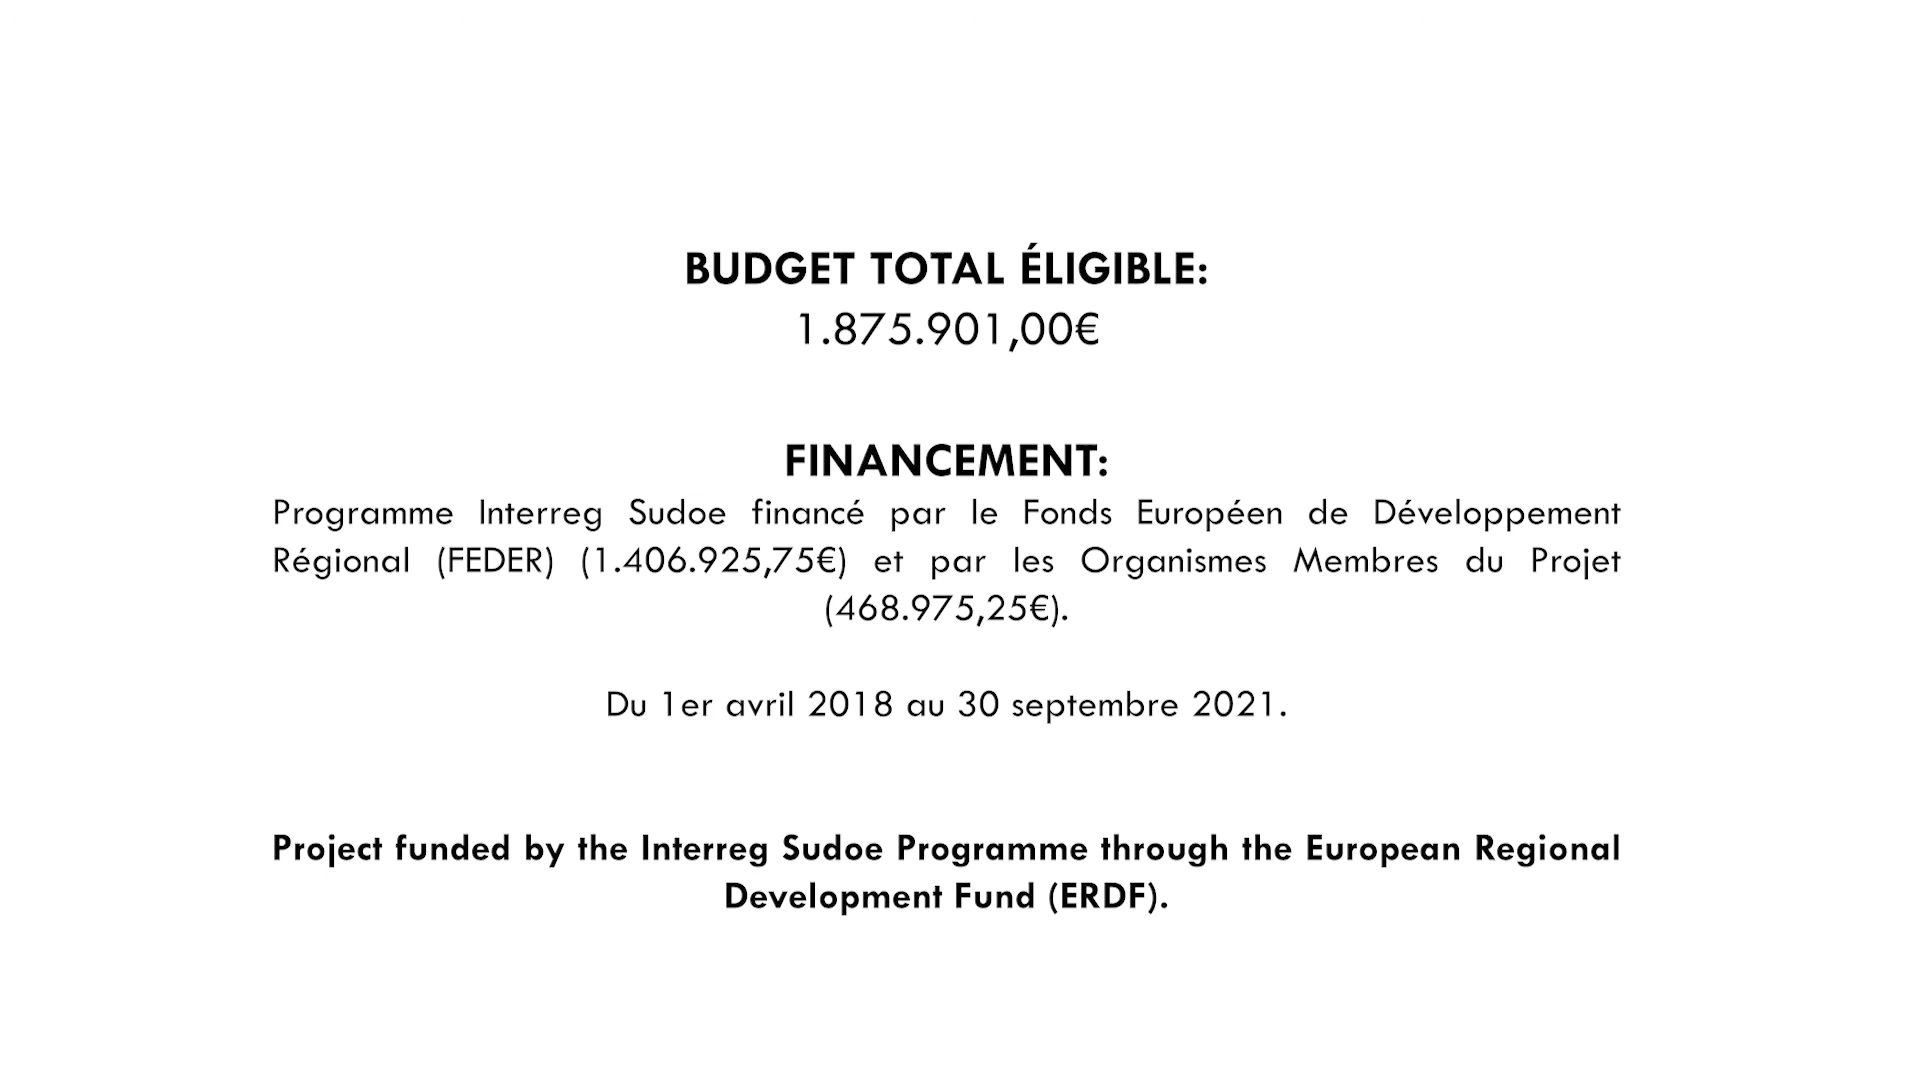 BUDGET TOTAL ÉLIGIBLE:
1.875.901,00€
FINANCEMENT:
Programme Interreg Sudoe financé par le Fonds Européen de Développement
Régional (FEDER) (1.406.925,75€) et par les Organismes Membres du Projet
(468.975,25€).
Du 1er avril 2018 au 30 septembre 2021.
Project funded by the Interreg Sudoe Programme through the European Regional
Development Fund (ERDF).